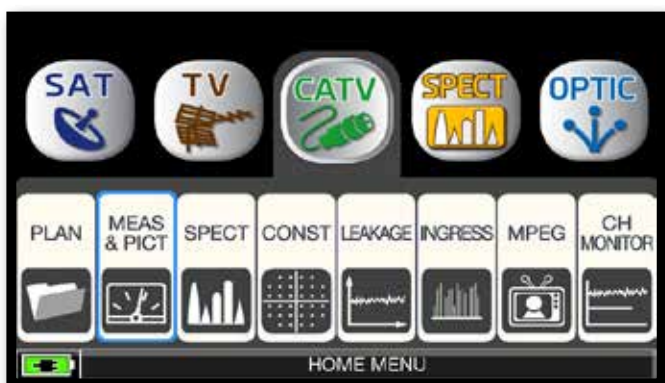 SAT TV CATV SPECT OPTIC
PLAN MEAS & PICT SPECT CONST LEAKAGE INGRESS MPEG CH MONITOR
HOME MENU